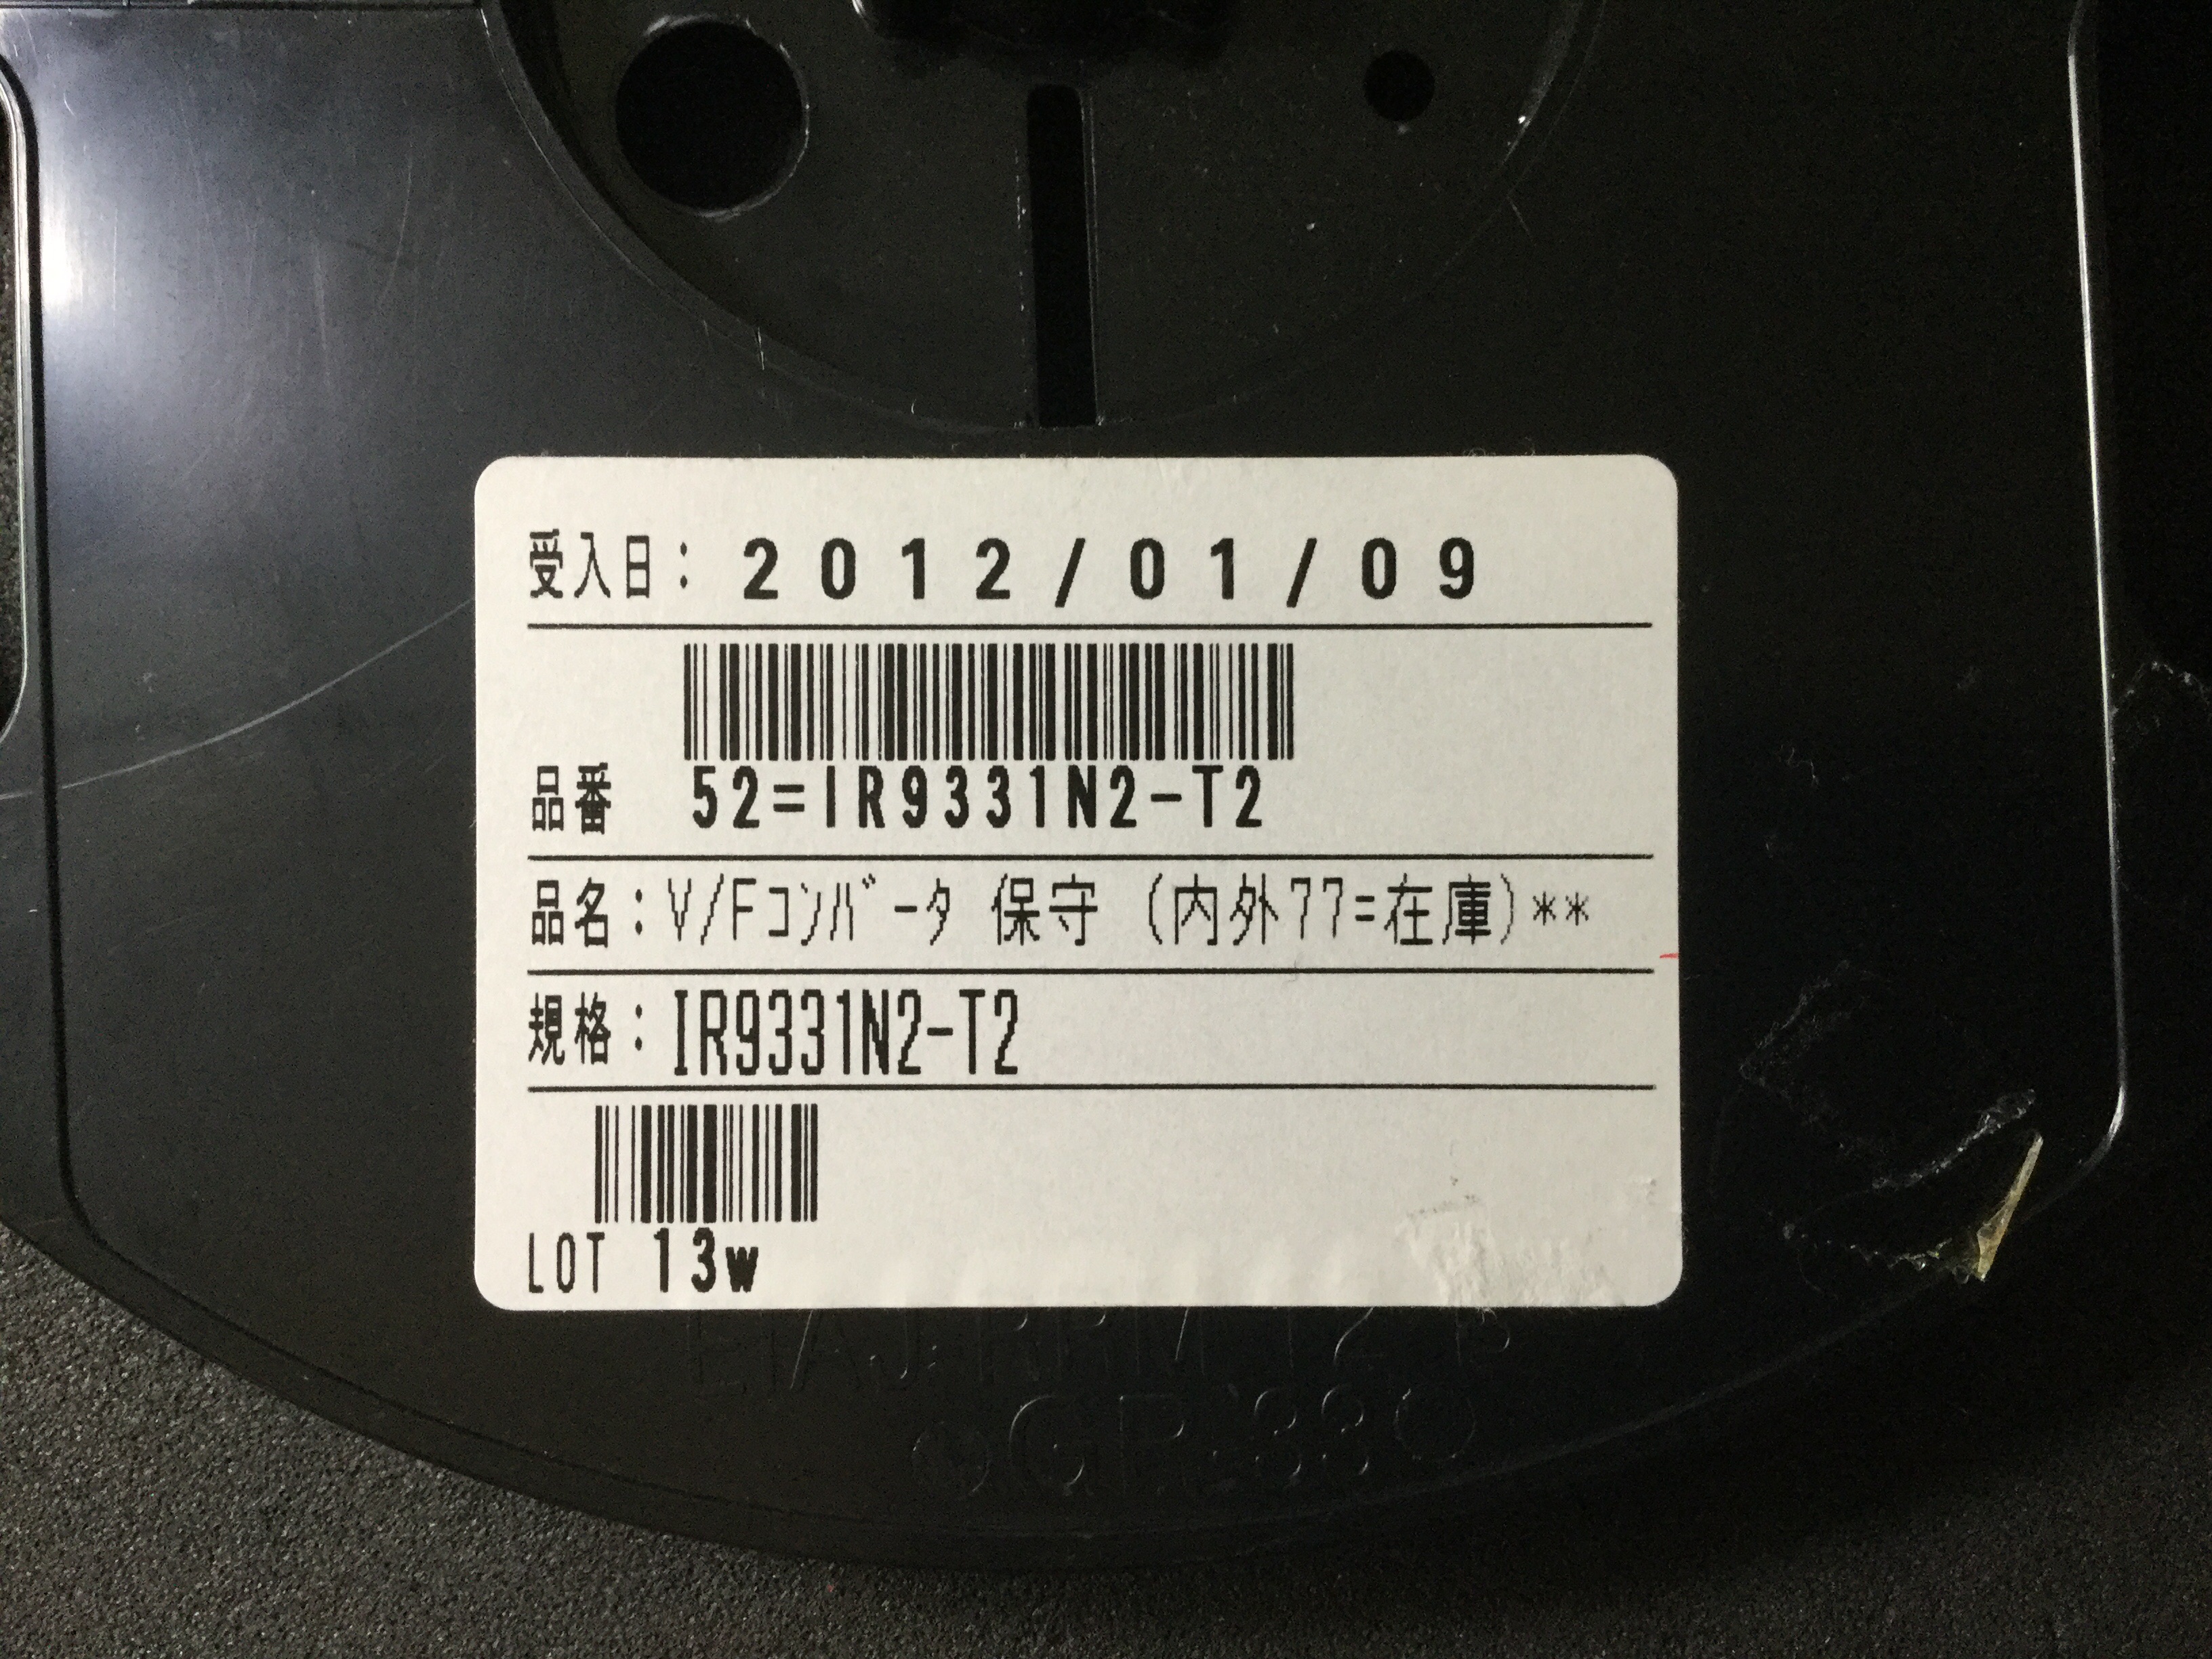 受入日: 2012/01/09
品番 52=IR9331N2-T2
品名:V/Fコンバータ 保守 (内外77=在庫)**
規格:IR9331N2-T2
LOT 13w